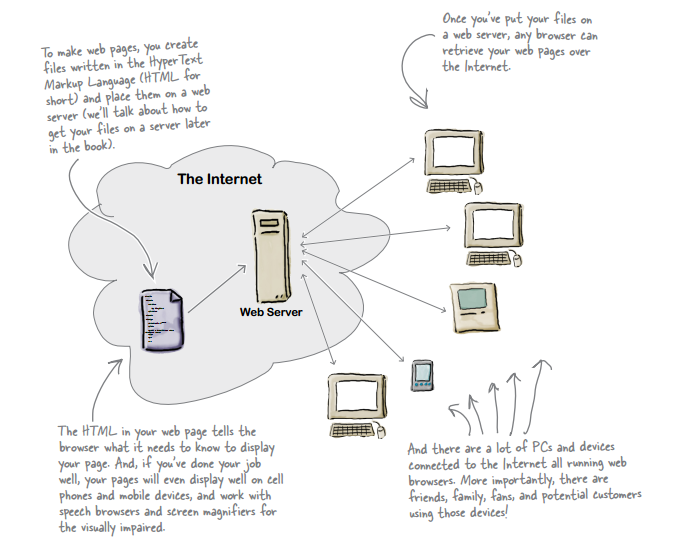 To make web pages, you create
files written in the HyperText
Markup Language (HTML for
short) and place them on a web
server (we'll talk about how to
get your files on a server later
in the book).
Once you've put your files on
a web server, any browser can
retrieve your web pages over
the Internet.
The Internet
Web Server
The HTML in your web page tells the
browser what it needs to know to display
your page. And, if you've done your job
well, your pages will even display well on cell
phones and mobile devices, and work with
speech browsers and screen magnifiers for
the visually impaired.
And there are a lot of PCs and devices
connected to the Internet all running web
browsers. More importantly, there are
friends, family, fans, and potential customers
using those devices!